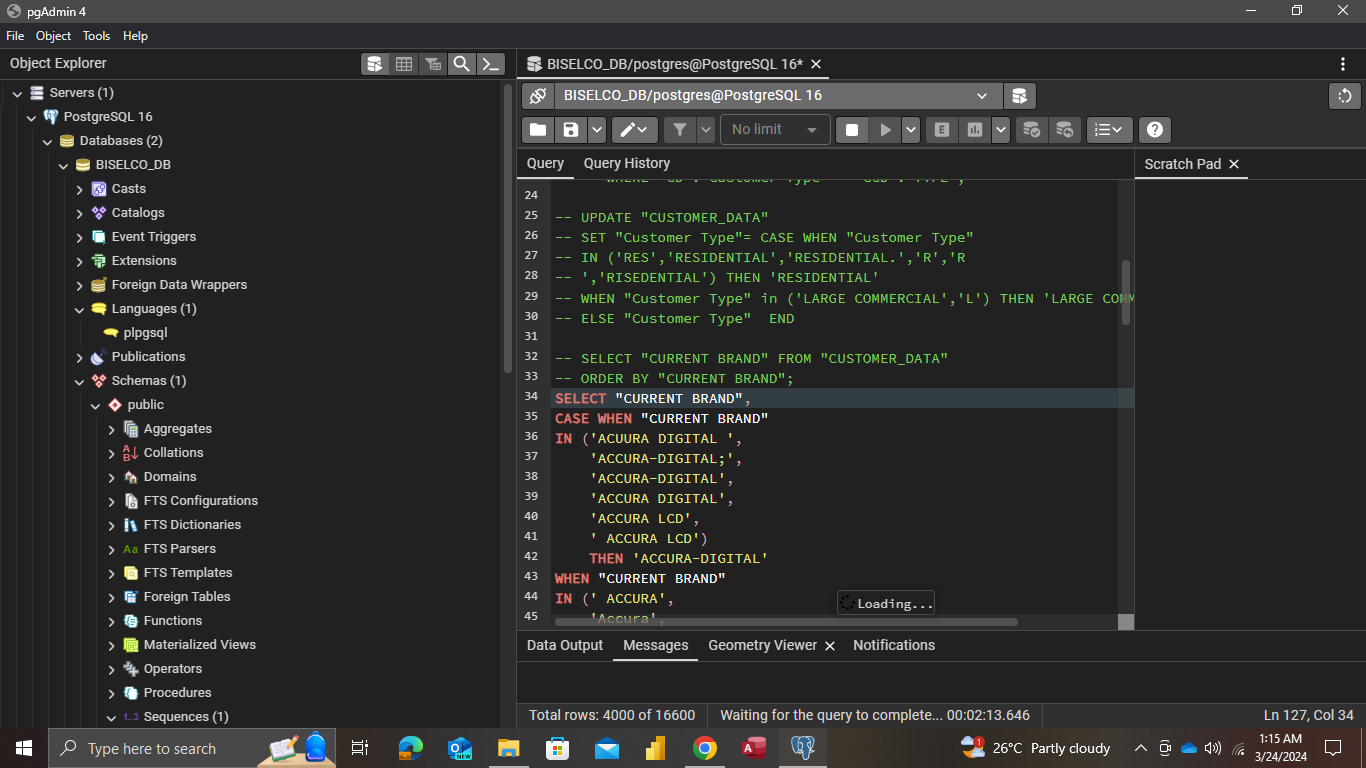 pgAdmin 4
File Object Tools Help
Object Explorer
Servers (1)
PostgreSQL 16
Databases (2)
BISELCO_DB
Casts
Catalogs
Event Triggers
Extensions
Foreign Data Wrappers
Languages (1)
plpgsql
Publications
Schemas (1)
public
Aggregates
Collations
Domains
FTS Configurations
FTS Dictionaries
Aa FTS Parsers
FTS Templates
Foreign Tables
Functions
Materialized Views
Operators
Procedures
1..3 Sequences (1)
BISELCO_DB/postgres@PostgreSQL 16*
BISELCO_DB/postgres@PostgreSQL 16
No limit
E
Query Query History
Scratch Pad
24
25 -- UPDATE "CUSTOMER_DATA"
26 -- SET "Customer Type"= CASE WHEN "Customer Type"
27 -- IN ('RES','RESIDENTIAL','RESIDENTIAL.','R','R
28 -- ','RISEDENTIAL') THEN 'RESIDENTIAL'
29 -- WHEN "Customer Type" in ('LARGE COMMERCIAL','L') THEN 'LARGE COMM
30 -- ELSE "Customer Type"  END
31
32 -- SELECT "CURRENT BRAND" FROM "CUSTOMER_DATA"
33 -- ORDER BY "CURRENT BRAND";
34 SELECT "CURRENT BRAND",
35 CASE WHEN "CURRENT BRAND"
36 IN ('ACUURA DIGITAL ',
37 'ACCURA-DIGITAL;',
38 'ACCURA-DIGITAL',
39 'ACCURA DIGITAL',
40 'ACCURA LCD',
41 ' ACCURA LCD')
42 THEN 'ACCURA-DIGITAL'
43 WHEN "CURRENT BRAND"
44 IN (' ACCURA',
45 'Accura',
Loading...
Data Output Messages Geometry Viewer Notifications
Total rows: 4000 of 16600
Waiting for the query to complete... 00:02:13.646
Ln 127, Col 34
Type here to search
NEW
26°C Partly cloudy
1:15 AM
3/24/2024